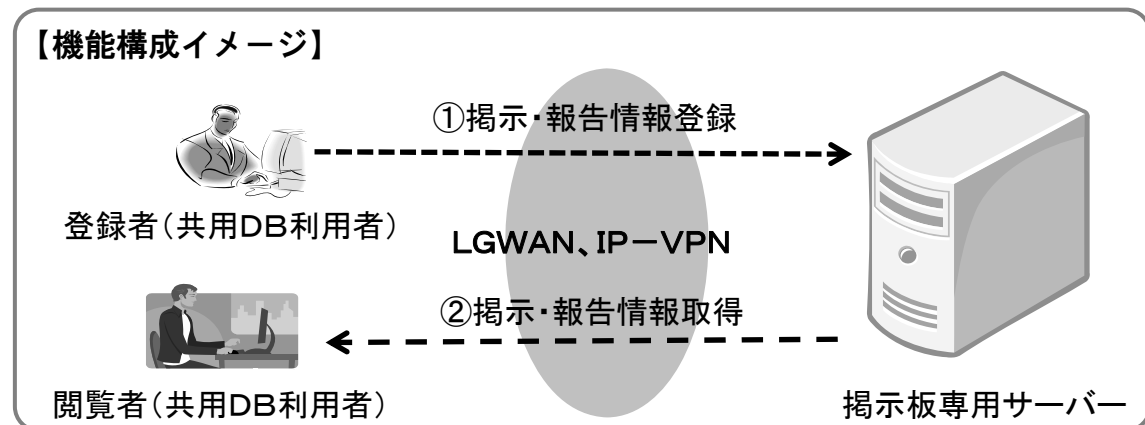 【機能構成イメージ】
①掲示・報告情報登録
登録者（共用DB利用者）
LGWAN、IP－VPN
②掲示・報告情報取得
閲覧者（共用DB利用者）
掲示板専用サーバー